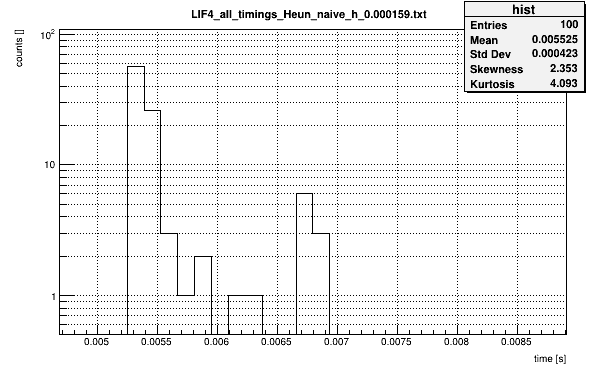 LIF4_all_timings_Heun_naive_h_0.000159.txt
hist
Entries 100
Mean 0.005525
Std Dev 0.000423
Skewness 2.353
Kurtosis 4.093
counts []
10²
10
1
0.005 0.0055 0.006 0.0065 0.007 0.0075 0.008 0.0085
time [s]